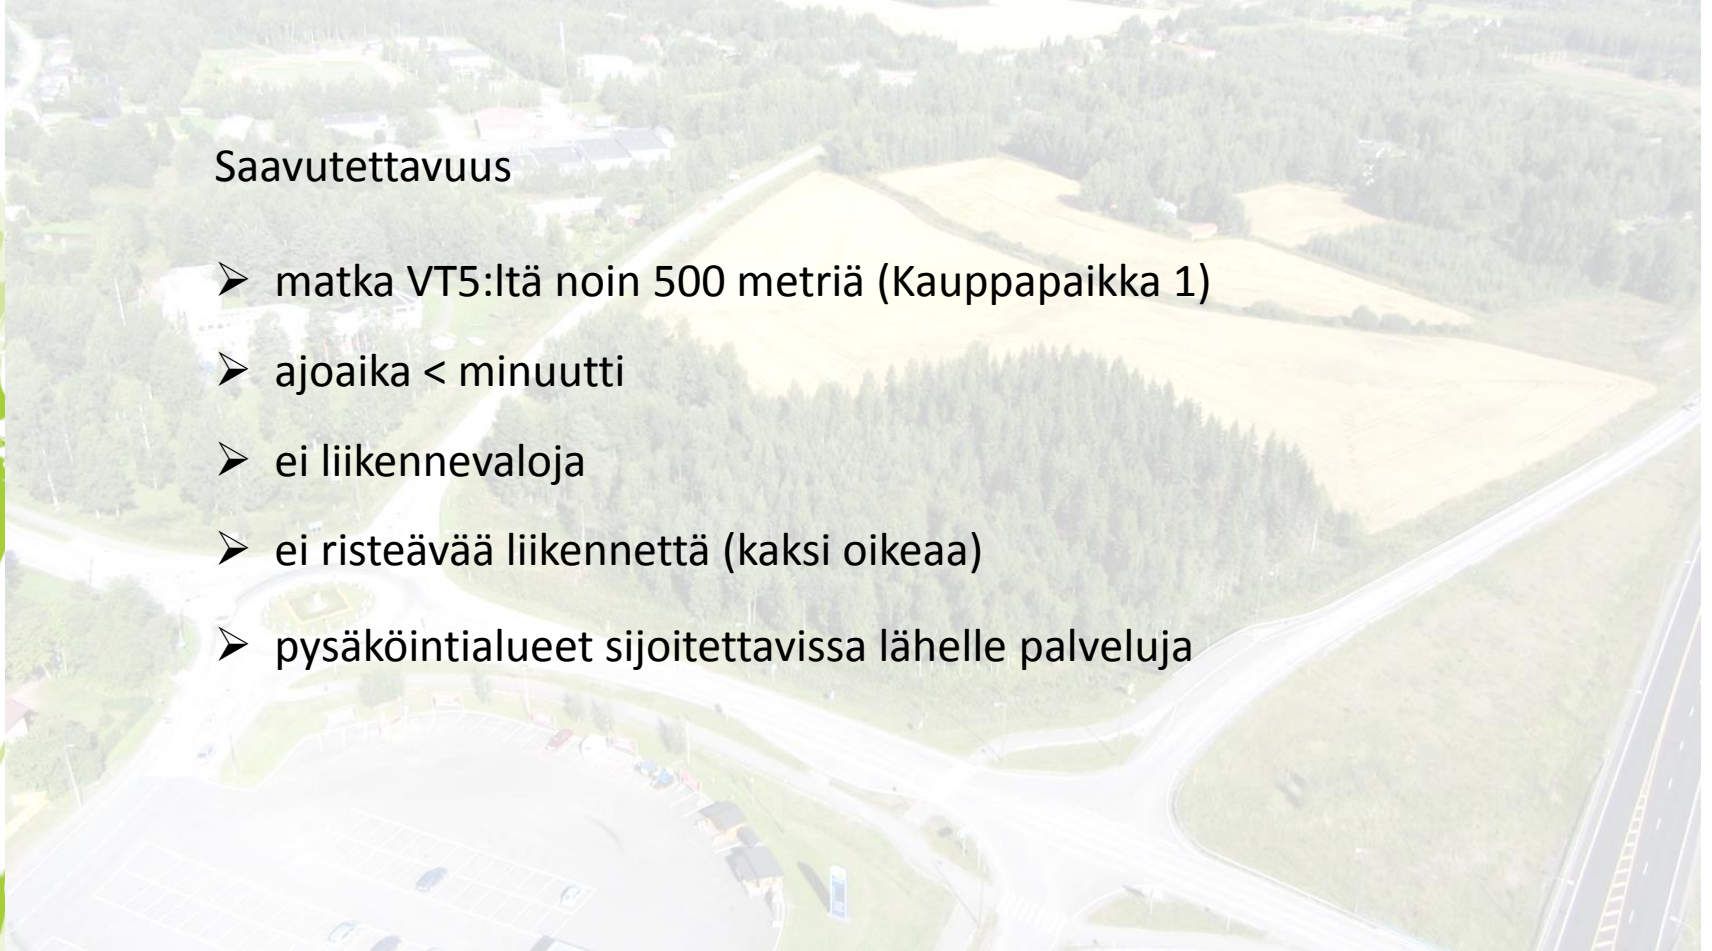 Saavutettavuus
➢ matka VT5:ltä noin 500 metriä (Kauppapaikka 1)
➢ ajoaika < minuutti
➢ ei liikennevaloja
➢ ei risteävää liikennettä (kaksi oikeaa)
➢ pysäköintialueet sijoitettavissa lähelle palveluja